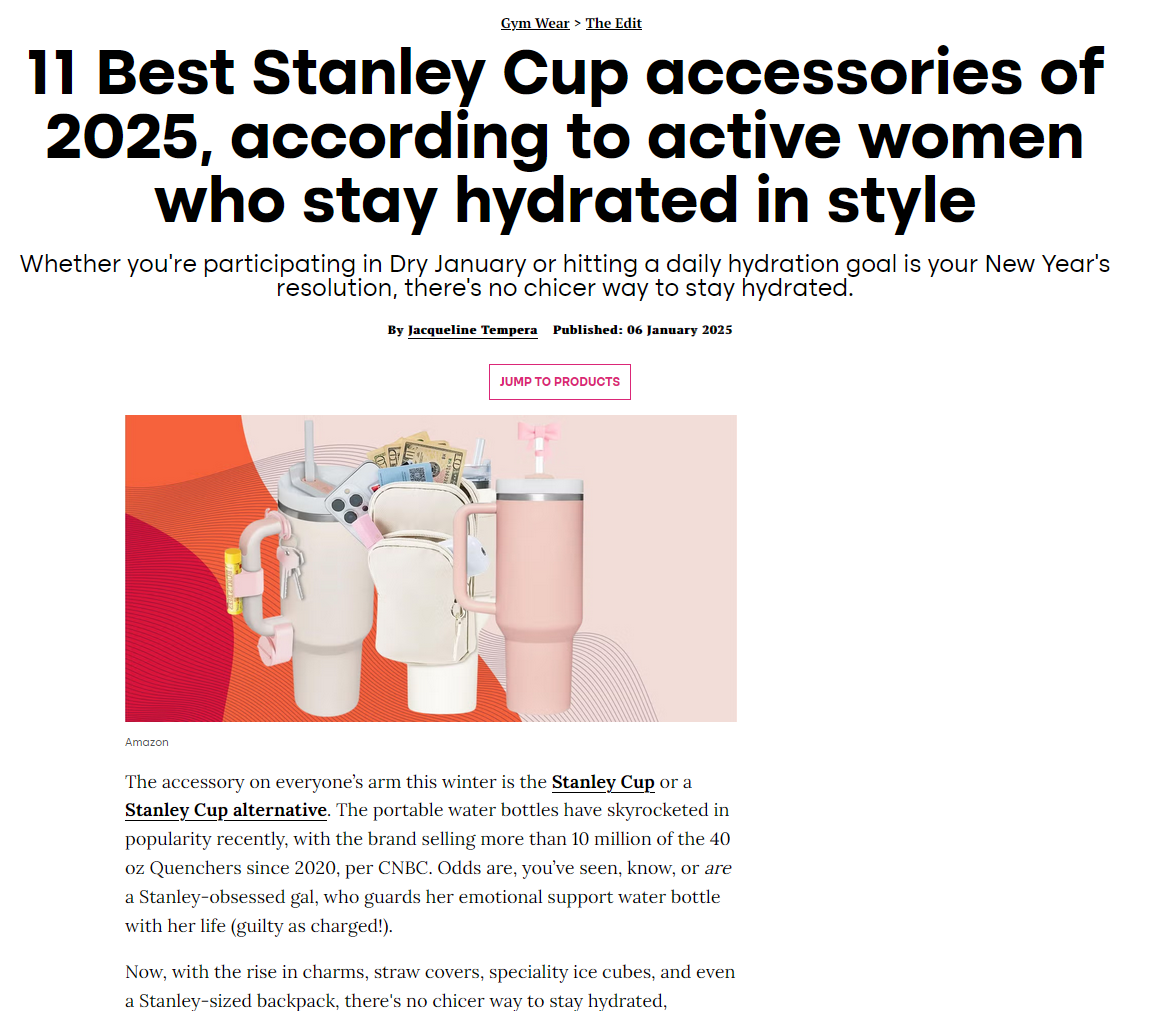 Gym Wear > The Edit
11 Best Stanley Cup accessories of
2025, according to active women
who stay hydrated in style
Whether you're participating in Dry January or hitting a daily hydration goal is your New Year's
resolution, there's no chicer way to stay hydrated.
By Jacqueline Tempera Published: 06 January 2025
JUMP TO PRODUCTS
Amazon
The accessory on everyone’s arm this winter is the Stanley Cup or a
Stanley Cup alternative. The portable water bottles have skyrocketed in
popularity recently, with the brand selling more than 10 million of the 40
oz Quenchers since 2020, per CNBC. Odds are, you’ve seen, know, or are
a Stanley-obsessed gal, who guards her emotional support water bottle
with her life (guilty as charged!).
Now, with the rise in charms, straw covers, speciality ice cubes, and even
a Stanley-sized backpack, there's no chicer way to stay hydrated,